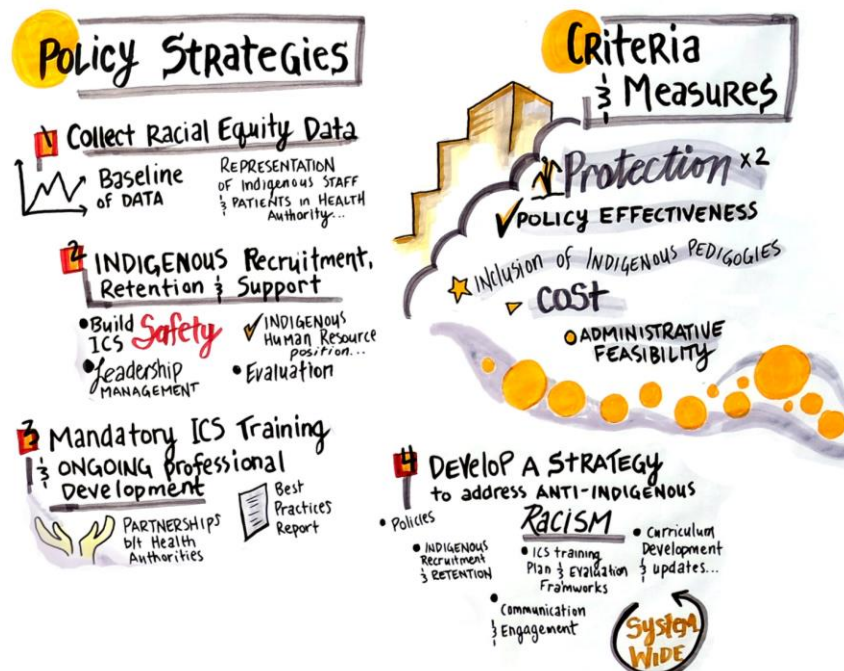 Policy Strategies
1 Collect Racial Equity Data
Baseline
of DATA
REPRESENTATION
of Indigenous STAFF
& PATIENTS in HEALTH
Authority...
2 INDIGENOUS Recruitment,
Retention & Support
• Build Safety
ICS
• Leadership
MANAGEMENT
✓ INDIGENOUS
Human Resource
position...
• Evaluation
3 Mandatory ICS Training
& ONGOING professional
Development
PARTNERSHIPS
b/t Health
Authorities
Best
Practices
Report
Criteria
& Measures
Protection x2
✓ POLICY EFFECTIVENESS
INCLUSION of INDIGENOUS PEDIGOGIES
COST
ADMINISTRATIVE
FEASIBILITY
4 DEVELOP A STRATEGY
to address ANTI-INDIGENOUS
RACISM
• Policies
• INDIGENOUS
Recruitment
& RETENTION
• ICS training
Plan & Evaluation
Framworks
• Curriculum
Development
& updates...
• Communication
& Engagement
SYSTEM
WIDE